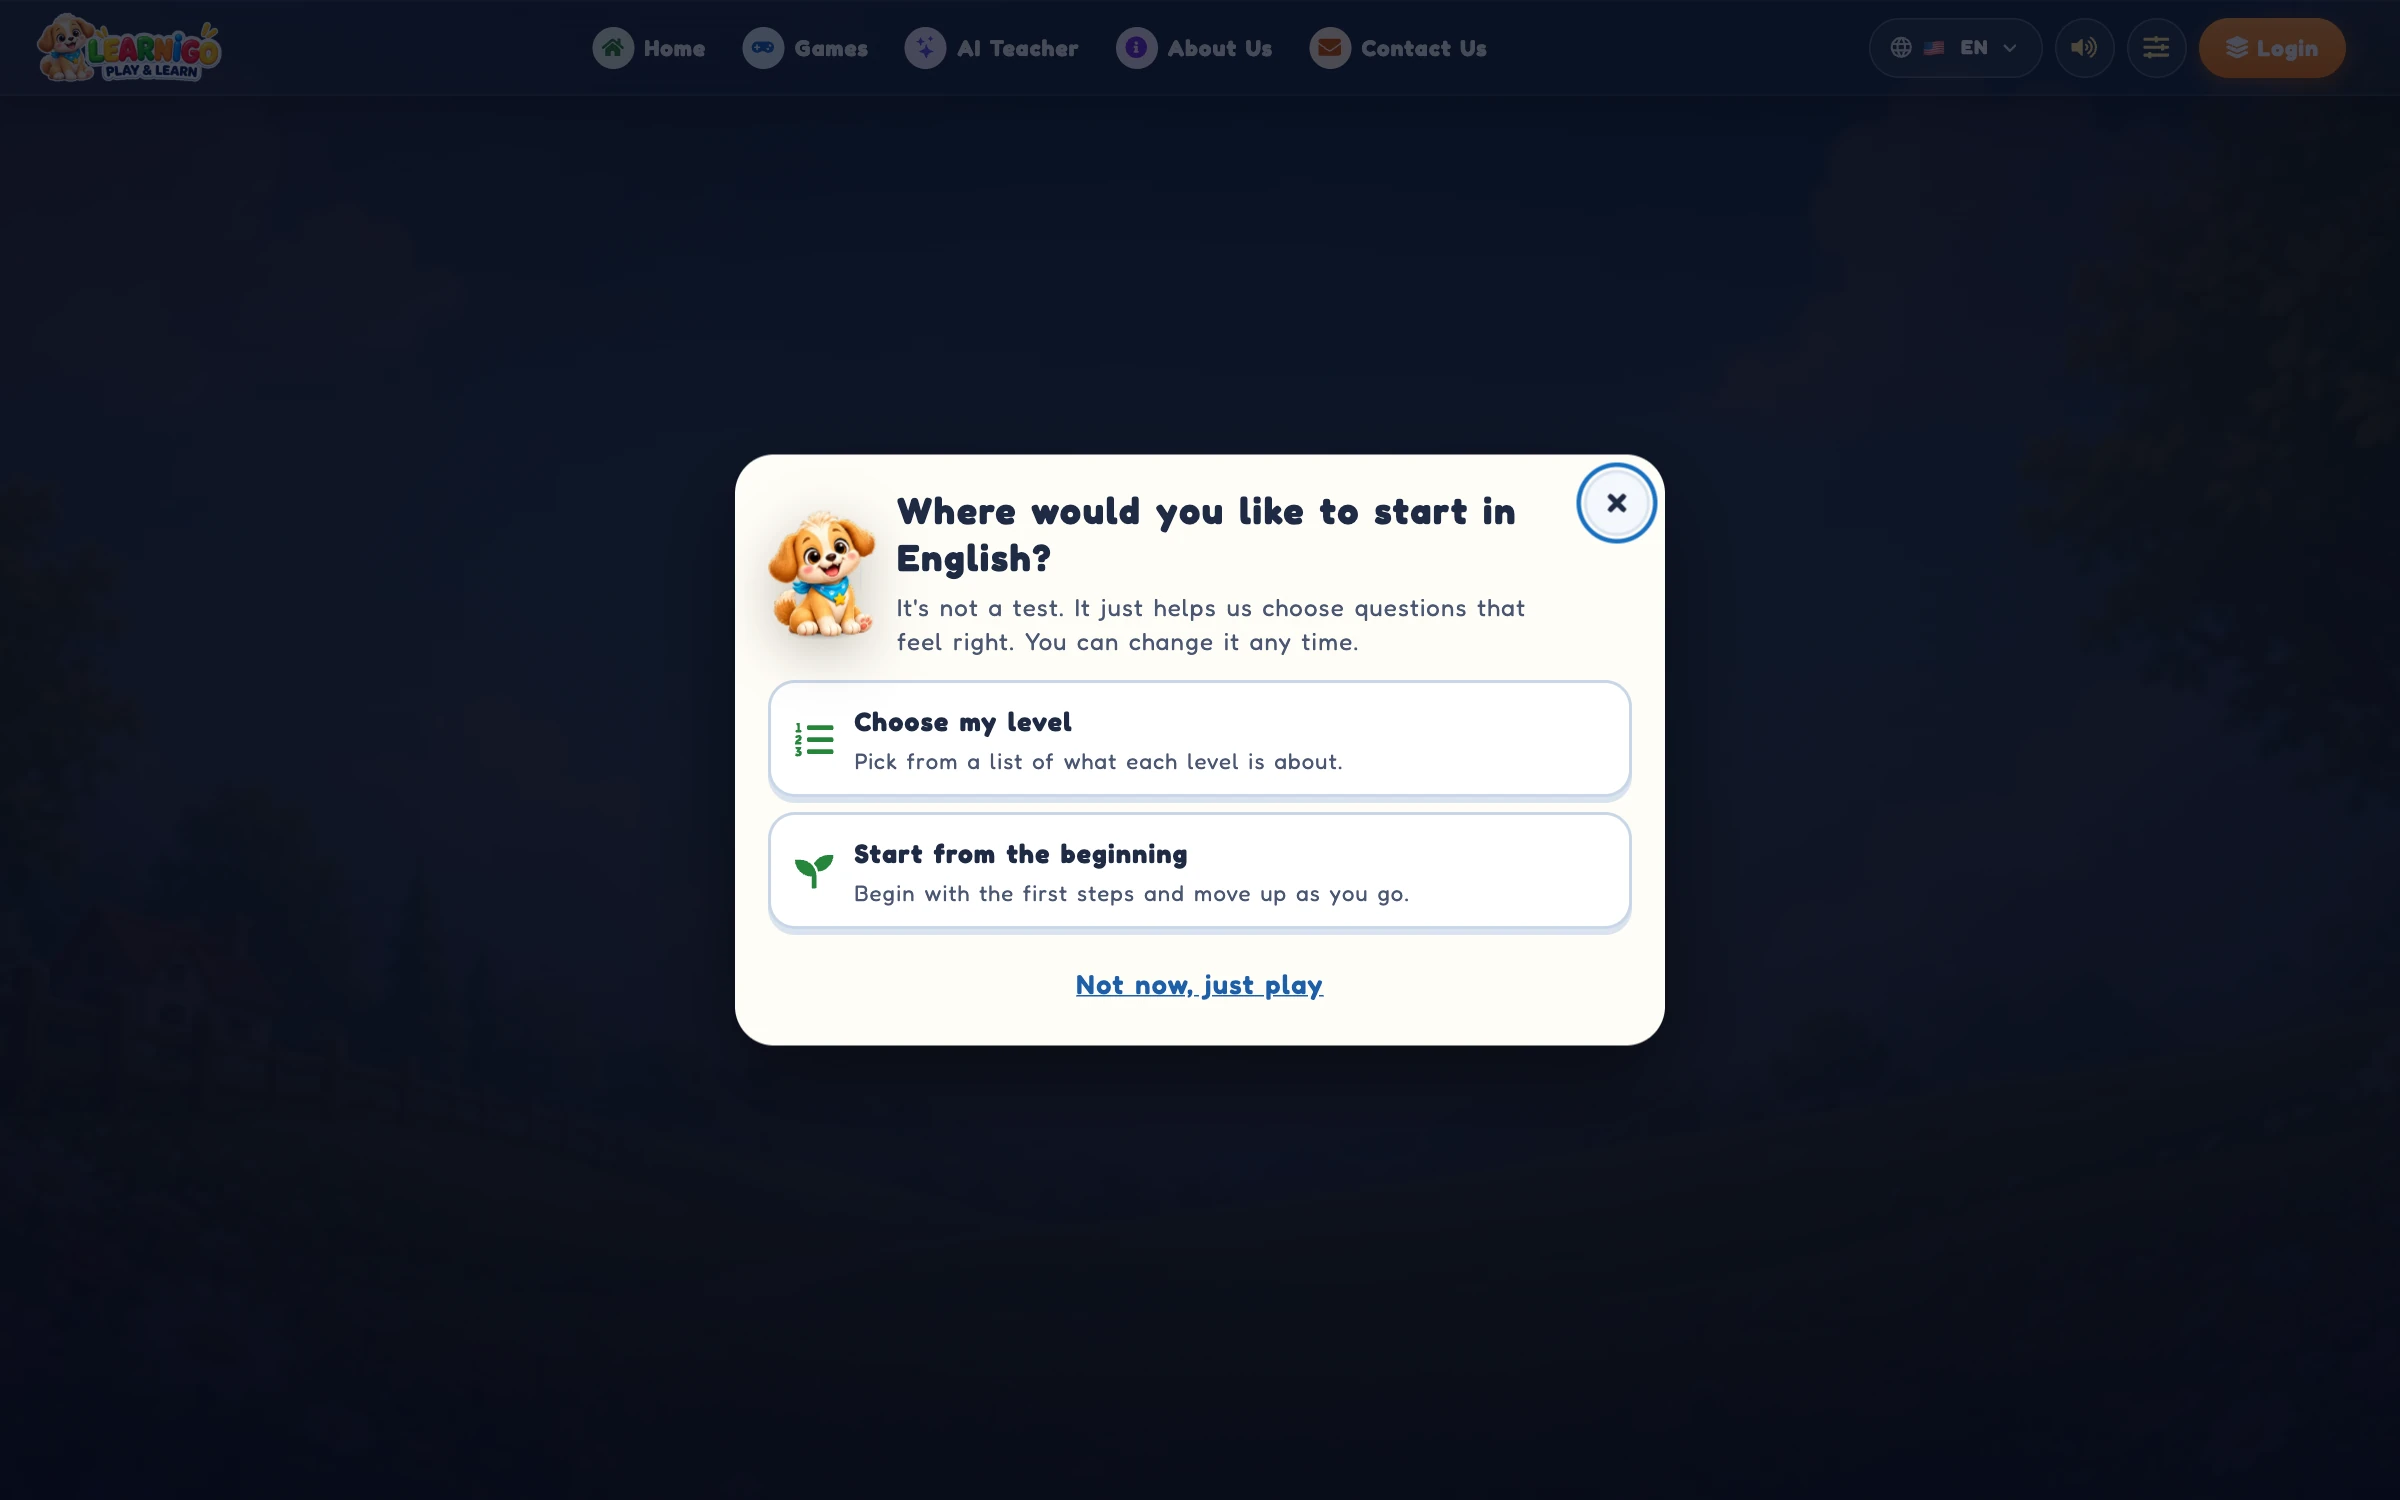 LEARNIGO
PLAY & LEARN
Home
Games
AI Teacher
About Us
Contact Us
EN
Login
Where would you like to start in
English?
It's not a test. It just helps us choose questions that
feel right. You can change it any time.
1
2
3
Choose my level
Pick from a list of what each level is about.
Start from the beginning
Begin with the first steps and move up as you go.
Not now, just play